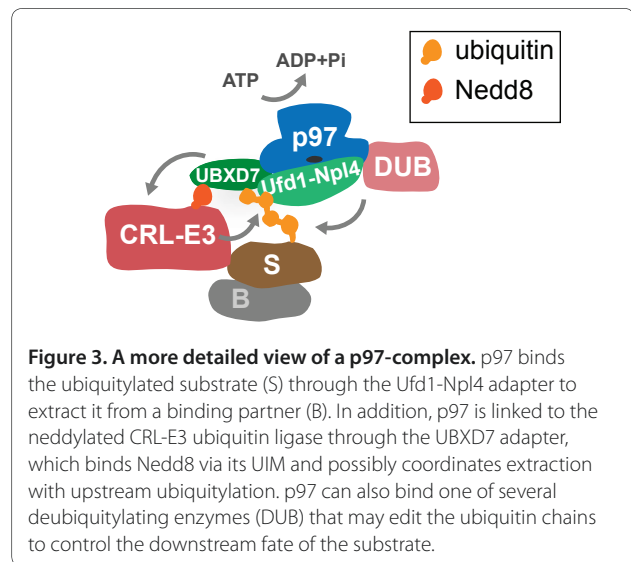 ADP+Pi
ATP
ubiquitin
Nedd8
p97
UBXD7
Ufd1-Npl4
DUB
CRL-E3
S
B
Figure 3. A more detailed view of a p97-complex. p97 binds
the ubiquitylated substrate (S) through the Ufd1-Npl4 adapter to
extract it from a binding partner (B). In addition, p97 is linked to the
neddylated CRL-E3 ubiquitin ligase through the UBXD7 adapter,
which binds Nedd8 via its UIM and possibly coordinates extraction
with upstream ubiquitylation. p97 can also bind one of several
deubiquitylating enzymes (DUB) that may edit the ubiquitin chains
to control the downstream fate of the substrate.